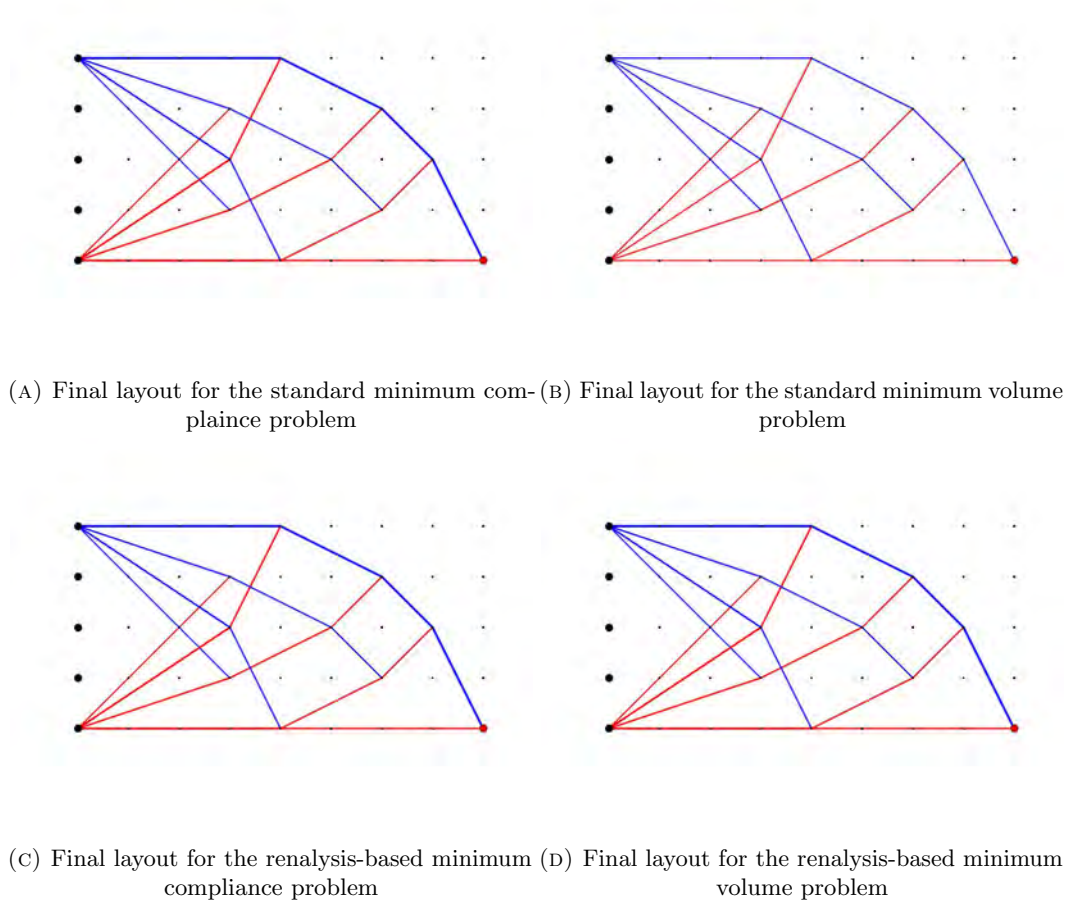 (A) Final layout for the standard minimum com-
plaince problem
(B) Final layout for the standard minimum volume
problem
(C) Final layout for the renalysis-based minimum
compliance problem
(D) Final layout for the renalysis-based minimum
volume problem